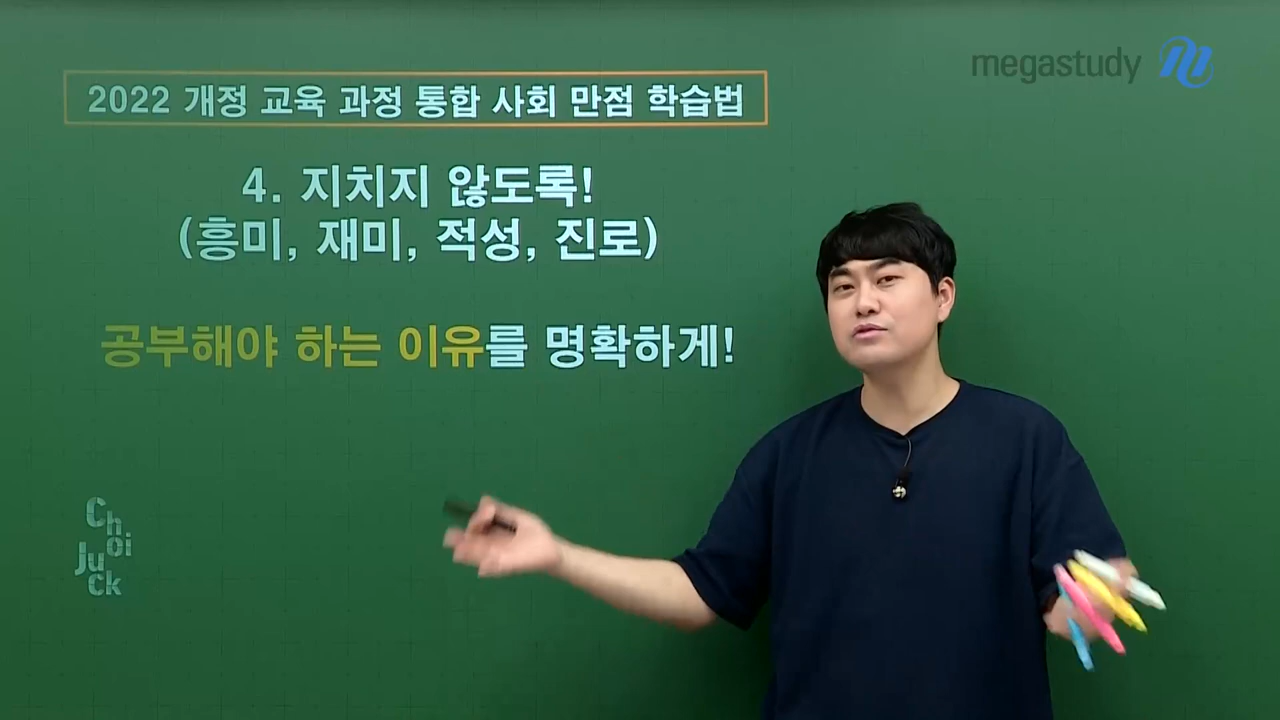 megastudy
2022 개정 교육 과정 통합 사회 만점 학습법
4. 지치지 않도록!
(흥미, 재미, 적성, 진로)
공부해야 하는 이유를 명확하게!
Choi
Juck